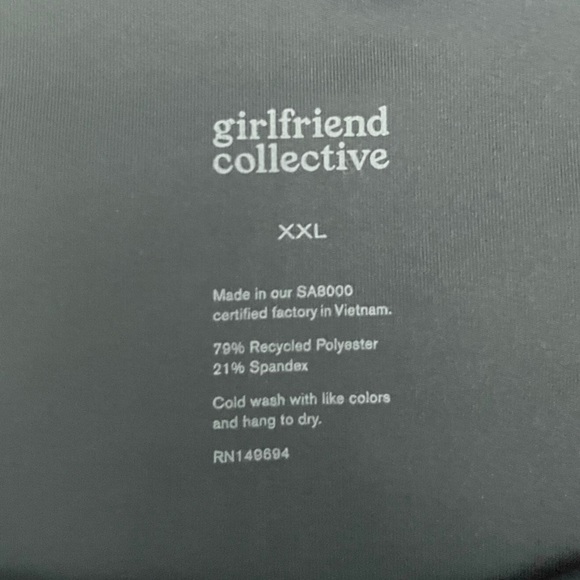 girlfriend
collective
XXL
Made in our SA8000
certified factory in Vietnam.
79% Recycled Polyester
21% Spandex
Cold wash with like colors
and hang to dry.
RN149694